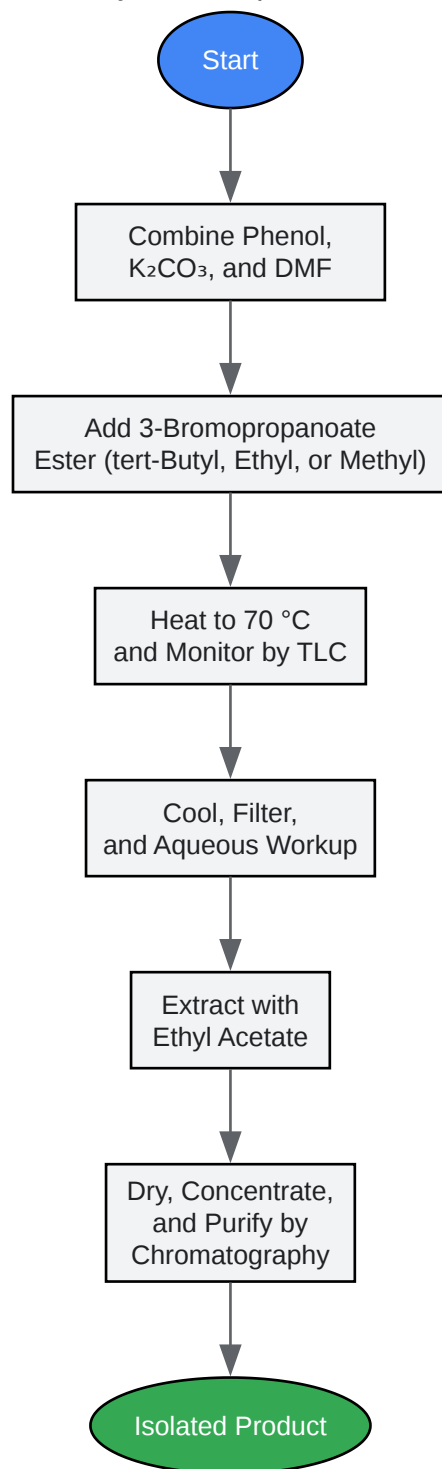 Start
Combine Phenol,
K₂CO₃, and DMF
Add 3-Bromopropanoate
Ester (tert-Butyl, Ethyl, or Methyl)
Heat to 70 °C
and Monitor by TLC
Cool, Filter,
and Aqueous Workup
Extract with
Ethyl Acetate
Dry, Concentrate,
and Purify by
Chromatography
Isolated Product